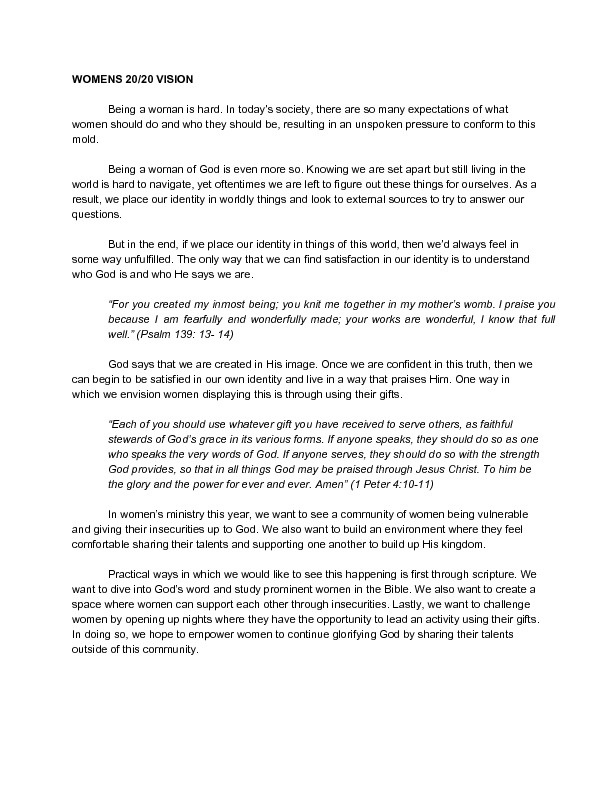 WOMENS 20/20 VISION
Being a woman is hard. In today’s society, there are so many expectations of what
women should do and who they should be, resulting in an unspoken pressure to conform to this
mold.
Being a woman of God is even more so. Knowing we are set apart but still living in the
world is hard to navigate, yet oftentimes we are left to figure out these things for ourselves. As a
result, we place our identity in worldly things and look to external sources to try to answer our
questions.
But in the end, if we place our identity in things of this world, then we’d always feel in
some way unfulfilled. The only way that we can find satisfaction in our identity is to understand
who God is and who He says we are.
“For you created my inmost being; you knit me together in my mother’s womb. I praise you
because I am fearfully and wonderfully made; your works are wonderful, I know that full
well.” (Psalm 139: 13- 14)
God says that we are created in His image. Once we are confident in this truth, then we
can begin to be satisfied in our own identity and live in a way that praises Him. One way in
which we envision women displaying this is through using their gifts.
“Each of you should use whatever gift you have received to serve others, as faithful
stewards of God’s grace in its various forms. If anyone speaks, they should do so as one
who speaks the very words of God. If anyone serves, they should do so with the strength
God provides, so that in all things God may be praised through Jesus Christ. To him be
the glory and the power for ever and ever. Amen” (1 Peter 4:10-11)
In women’s ministry this year, we want to see a community of women being vulnerable
and giving their insecurities up to God. We also want to build an environment where they feel
comfortable sharing their talents and supporting one another to build up His kingdom.
Practical ways in which we would like to see this happening is first through scripture. We
want to dive into God’s word and study prominent women in the Bible. We also want to create a
space where women can support each other through insecurities. Lastly, we want to challenge
women by opening up nights where they have the opportunity to lead an activity using their gifts.
In doing so, we hope to empower women to continue glorifying God by sharing their talents
outside of this community.